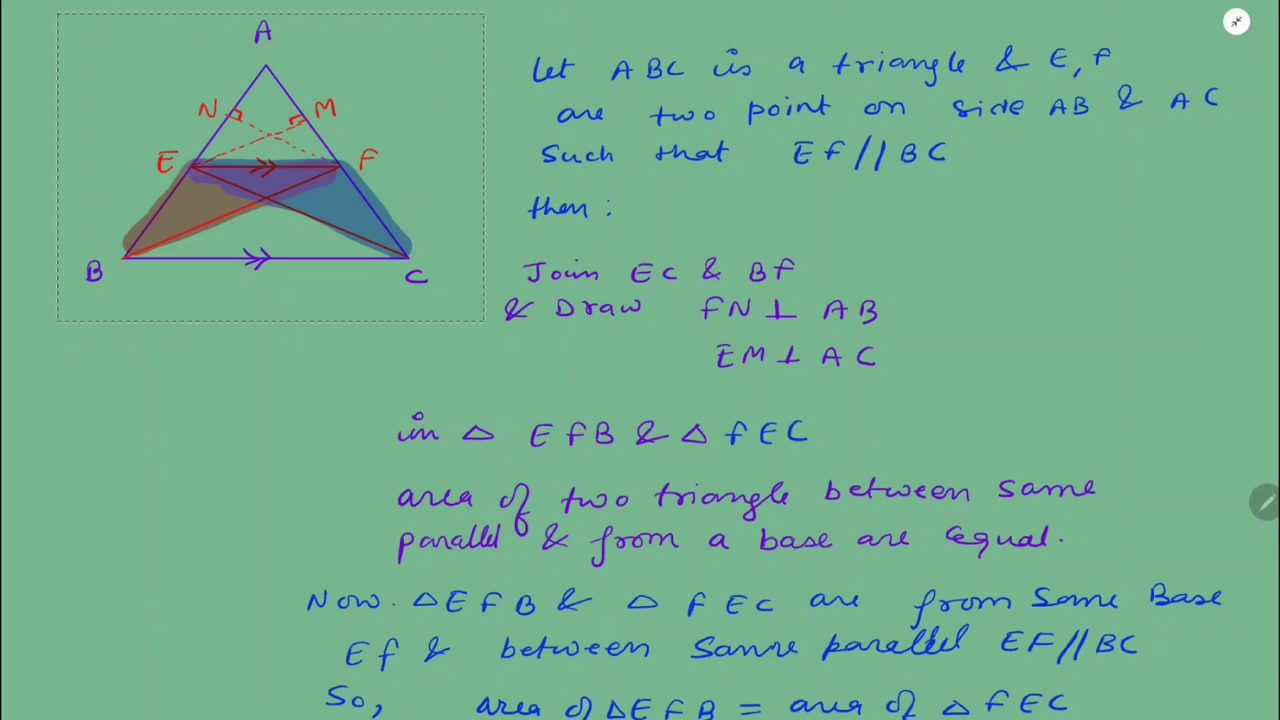 A
N
M
E
F
B
C
Let ABC is a triangle & E, f
are two point on side AB & AC
Such that Ef // BC
then :
Join EC & Bf
& Draw fN ⊥ AB
EM ⊥ AC
in △ EfB & △ fEC
area of two triangle between same
parallel & from a base are equal.
Now. △EfB & △ fEC are from same Base
Ef & between same parallel EF // BC
So, area of △EfB = area of △ fEC